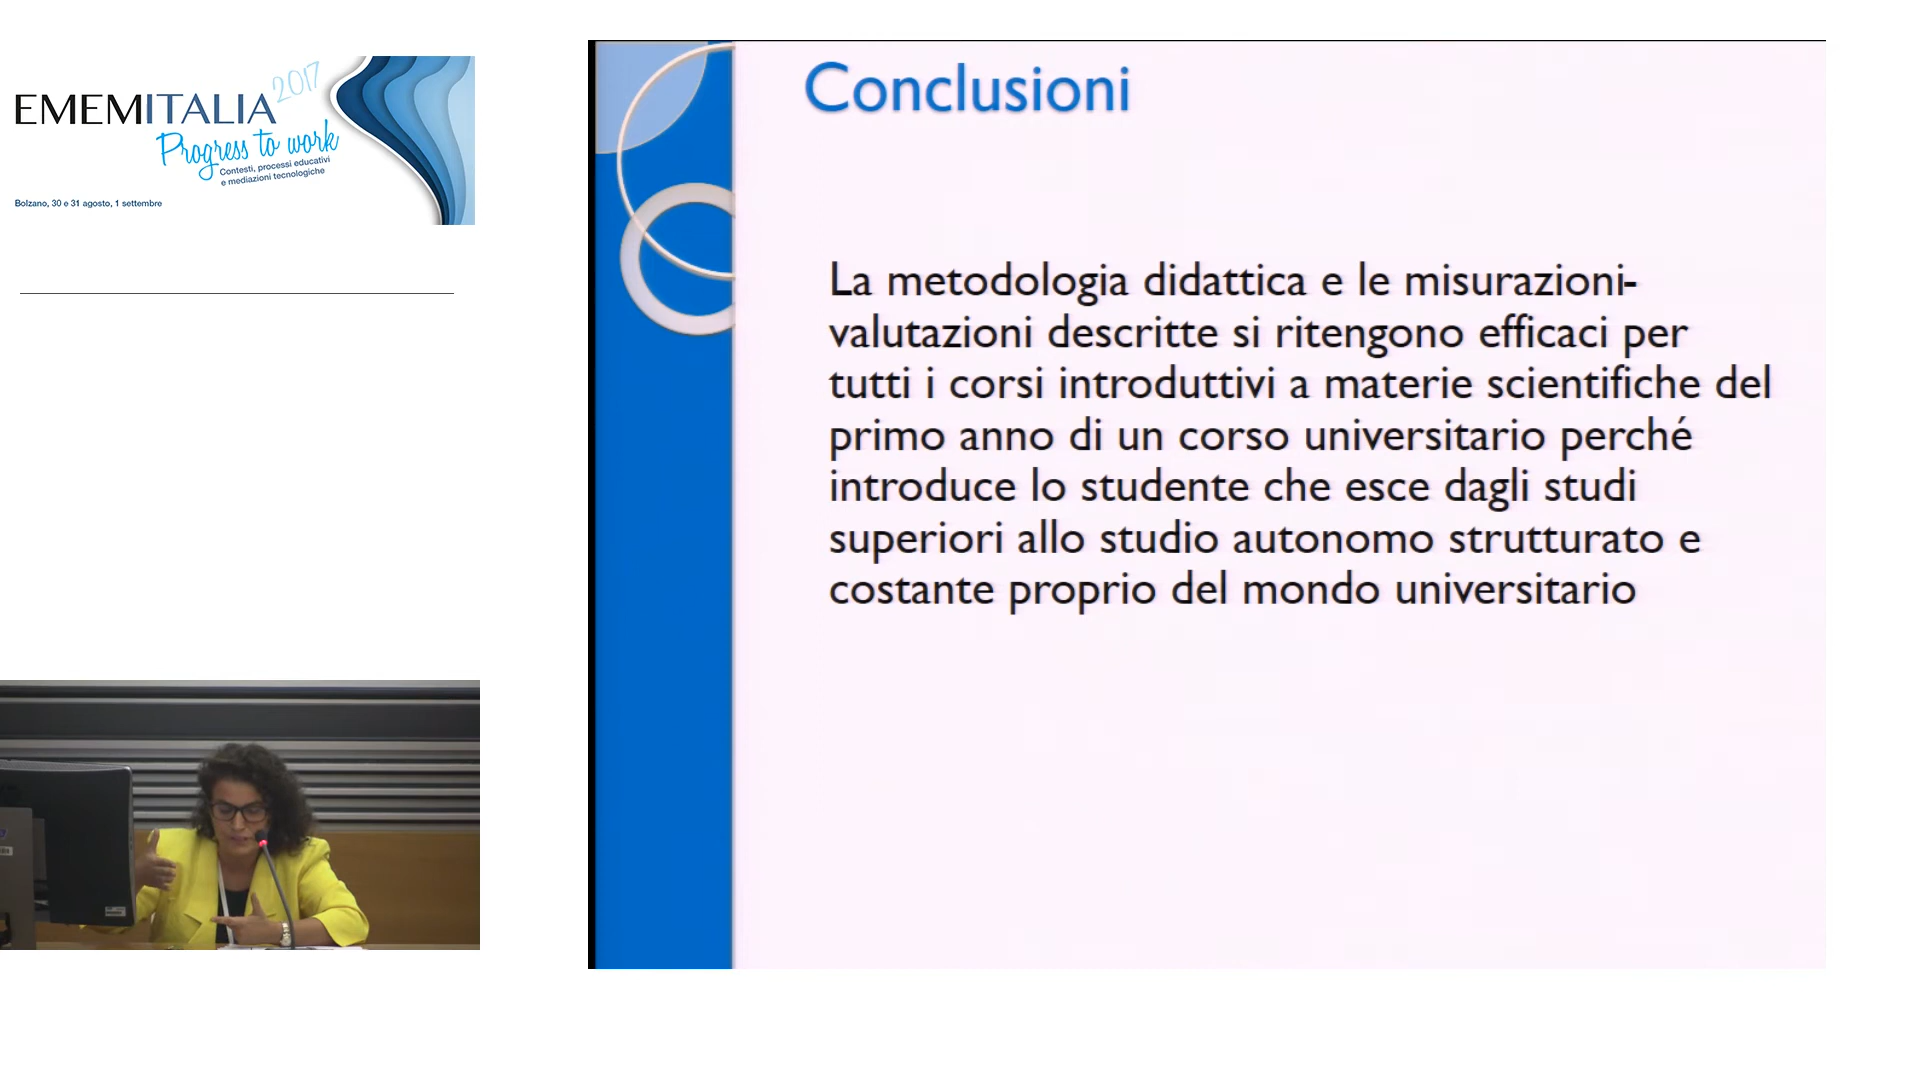 2017
EMEMITALIA
Progress to work
Contesti, processi educativi
e mediazioni tecnologiche
Bolzano, 30 e 31 agosto, 1 settembre
Conclusioni
La metodologia didattica e le misurazioni-
valutazioni descritte si ritengono efficaci per
tutti i corsi introduttivi a materie scientifiche del
primo anno di un corso universitario perché
introduce lo studente che esce dagli studi
superiori allo studio autonomo strutturato e
costante proprio del mondo universitario